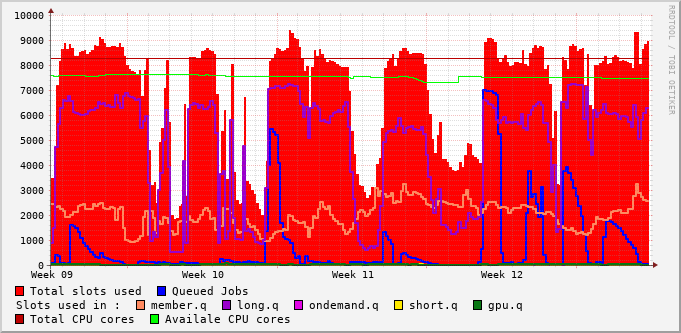 10000
9000
8000
7000
6000
5000
4000
3000
2000
1000
0
Week 09 Week 10 Week 11 Week 12
Total slots used Queued Jobs
Slots used in : member.q long.q ondemand.q short.q gpu.q
Total CPU cores Availale CPU cores
RRDTOOL / TOBI OETIKER